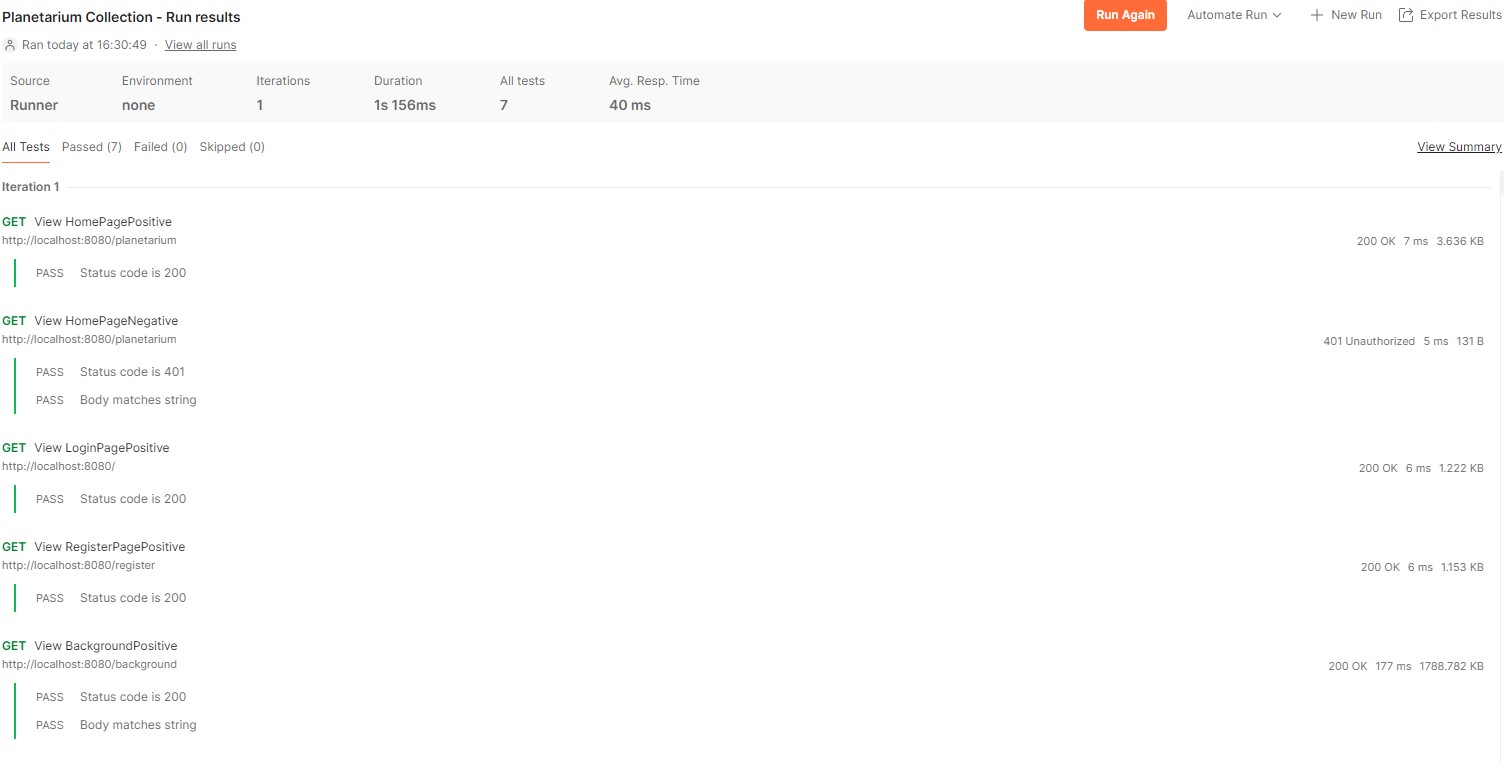 Planetarium Collection - Run results
Run Again
Automate Run
New Run
Export Results
Ran today at 16:30:49 · View all runs
Source Environment Iterations Duration All tests Avg. Resp. Time
Runner none 1 1s 156ms 7 40 ms
All Tests Passed (7) Failed (0) Skipped (0) View Summary
Iteration 1
GET View HomePagePositive
http://localhost:8080/planetarium 200 OK 7 ms 3.636 KB
PASS Status code is 200
GET View HomePageNegative
http://localhost:8080/planetarium 401 Unauthorized 5 ms 131 B
PASS Status code is 401
PASS Body matches string
GET View LoginPagePositive
http://localhost:8080/ 200 OK 6 ms 1.222 KB
PASS Status code is 200
GET View RegisterPagePositive
http://localhost:8080/register 200 OK 6 ms 1.153 KB
PASS Status code is 200
GET View BackgroundPositive
http://localhost:8080/background 200 OK 177 ms 1788.782 KB
PASS Status code is 200
PASS Body matches string